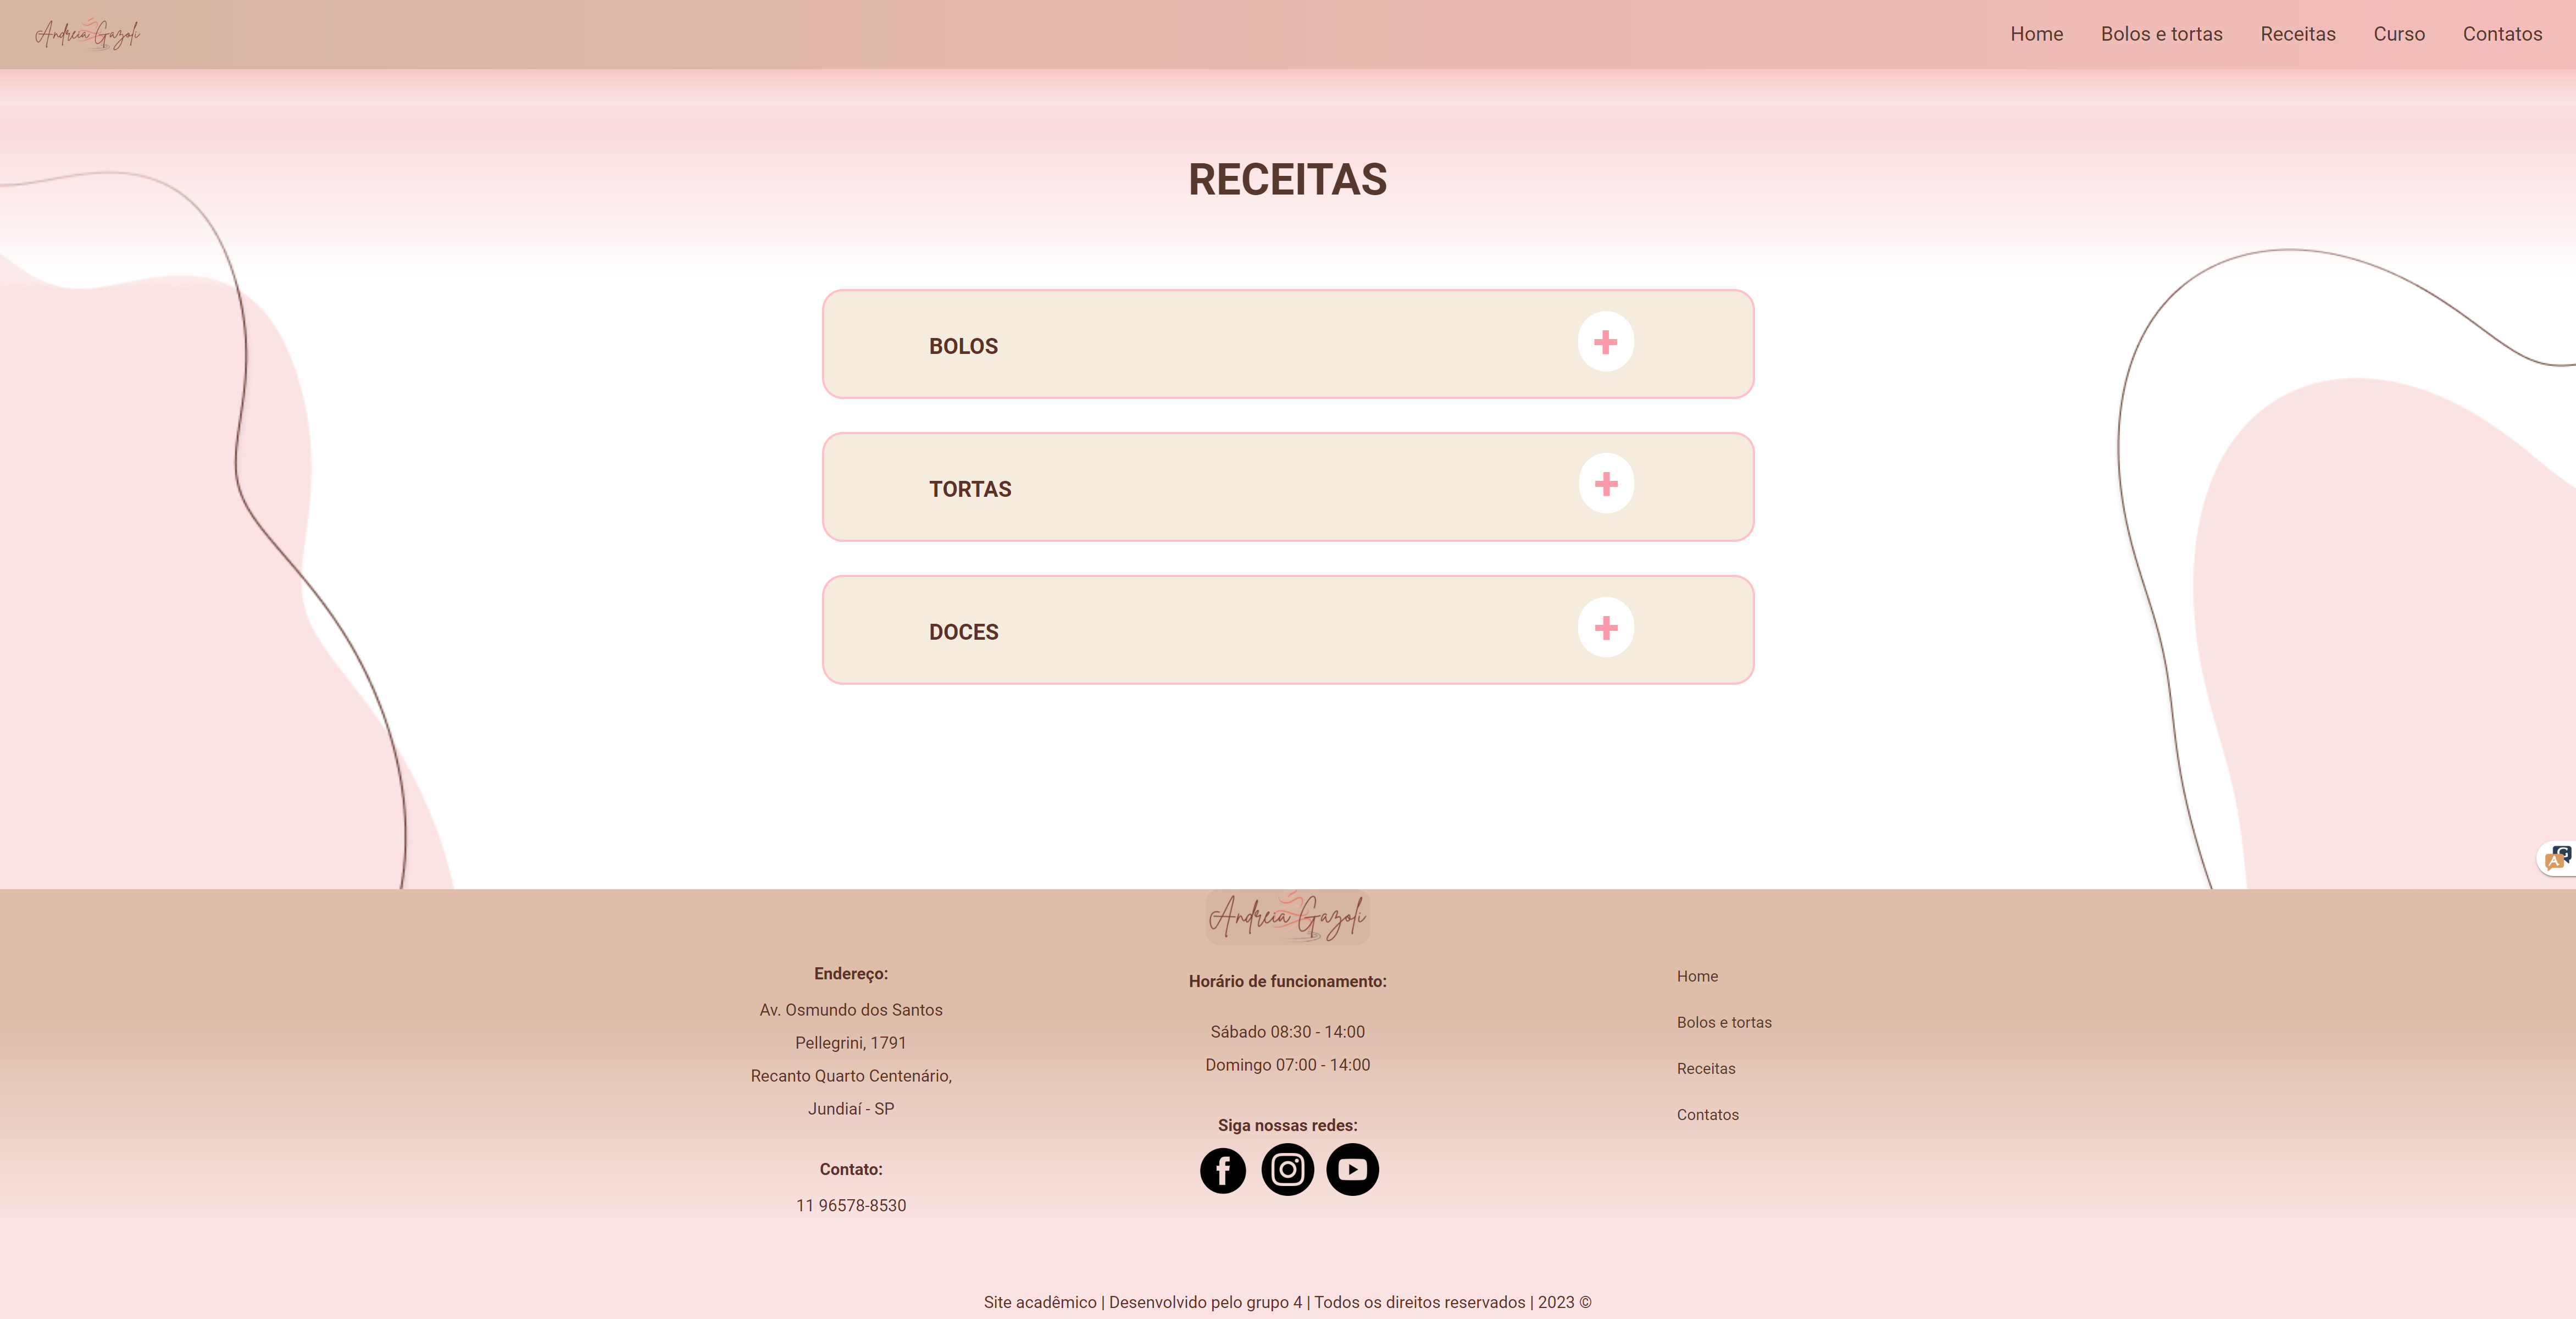 Andreia Gazoli
Home
Bolos e tortas
Receitas
Curso
Contatos
RECEITAS
BOLOS
TORTAS
DOCES
Andreia Gazoli
Endereço:
Av. Osmundo dos Santos
Pellegrini, 1791
Recanto Quarto Centenário,
Jundiaí - SP
Contato:
11 96578-8530
Horário de funcionamento:
Sábado 08:30 - 14:00
Domingo 07:00 - 14:00
Siga nossas redes:
Home
Bolos e tortas
Receitas
Contatos
Site acadêmico | Desenvolvido pelo grupo 4 | Todos os direitos reservados | 2023 ©